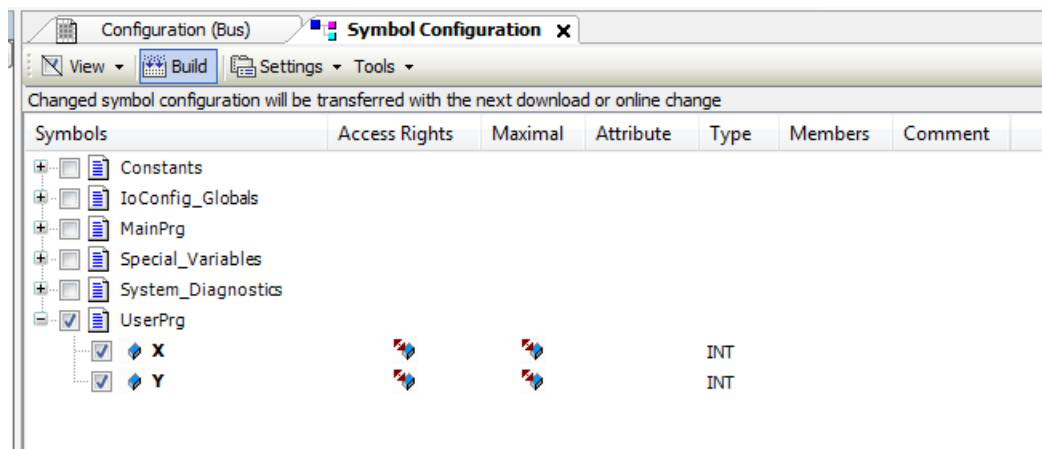 Configuration (Bus) Symbol Configuration x
View Build Settings Tools
Changed symbol configuration will be transferred with the next download or online change
Symbols Access Rights Maximal Attribute Type Members Comment
Constants
IoConfig_Globals
MainPrg
Special_Variables
System_Diagnostics
UserPrg
X INT
Y INT